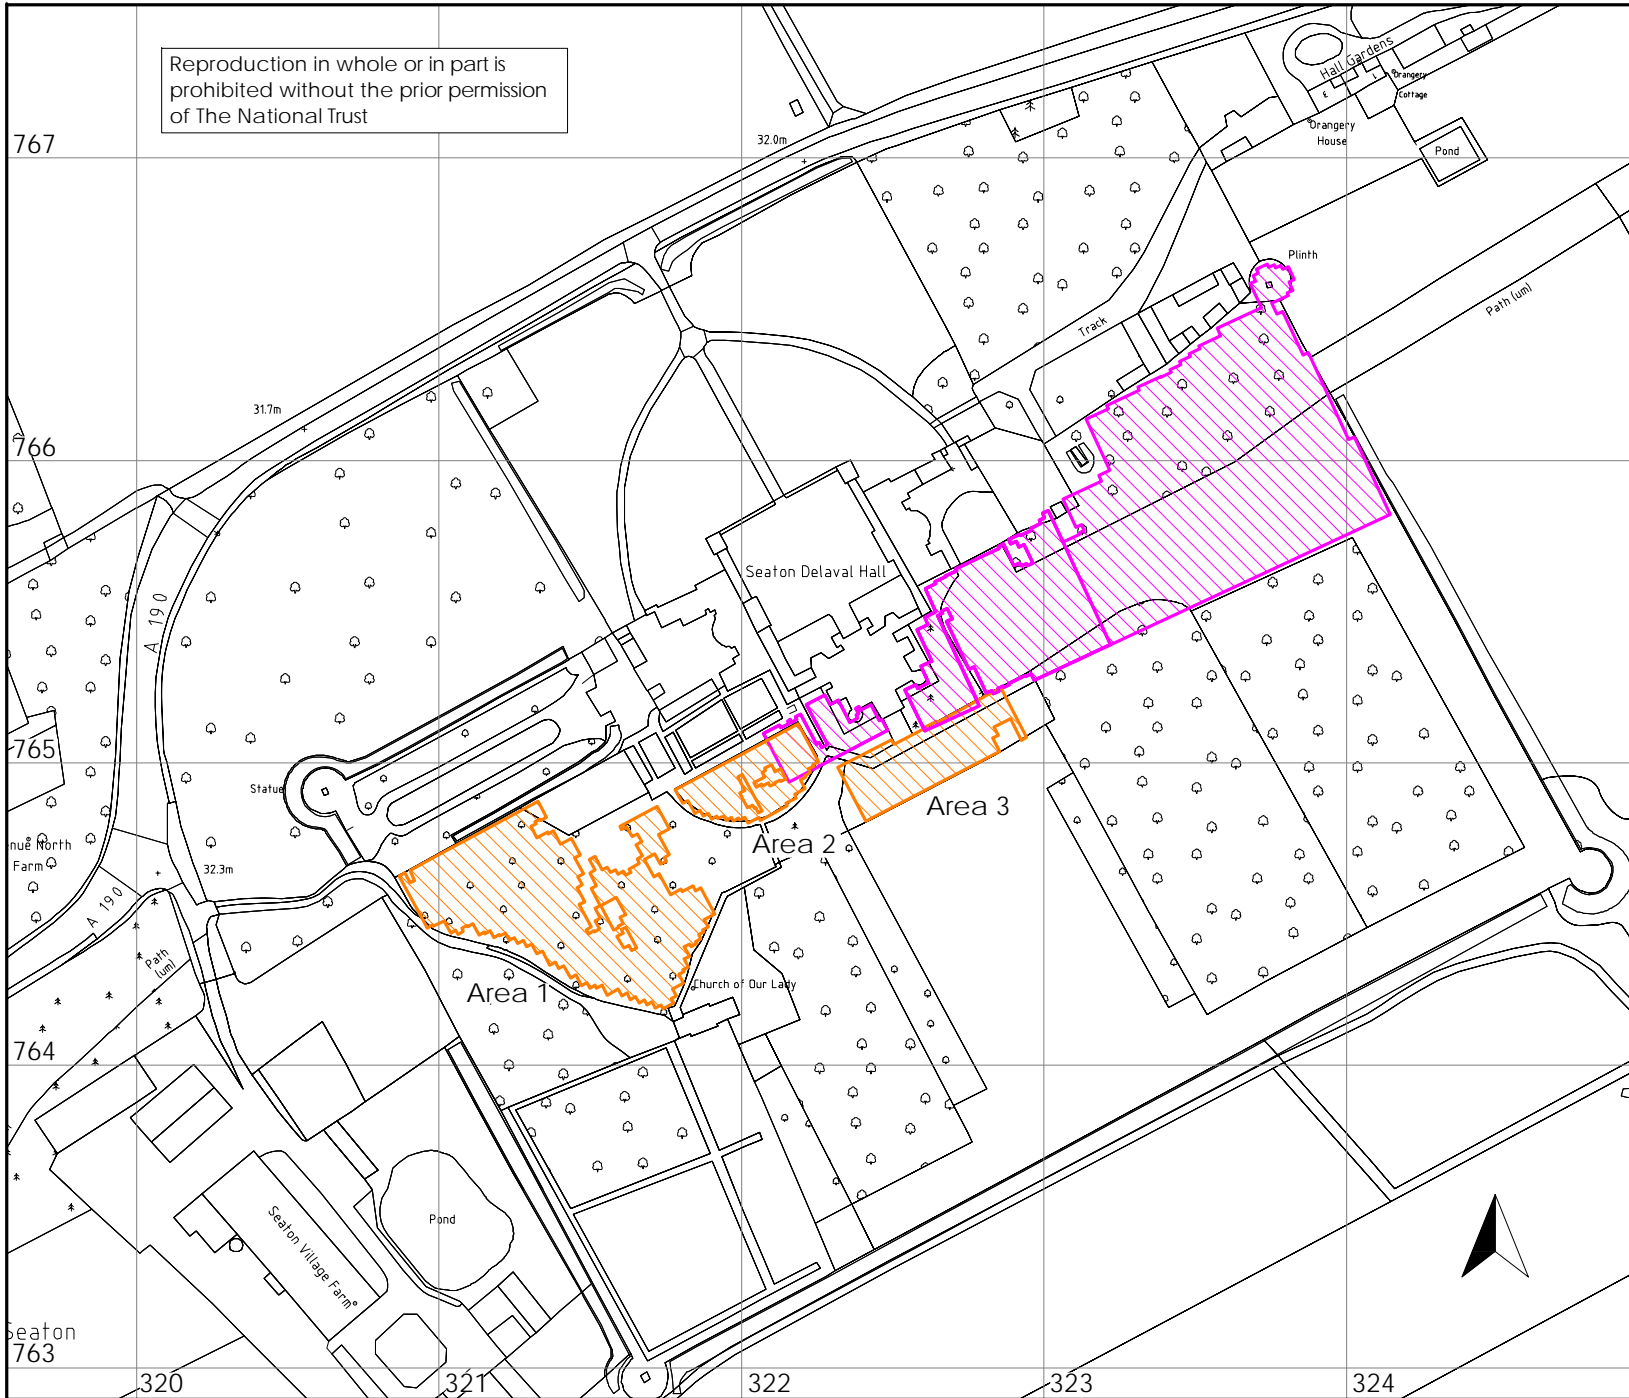 Reproduction in whole or in part is
prohibited without the prior permission
of The National Trust
Hall Gardens
Orangery
Cottage
Orangery
House
Pond
767
32.0m
Plinth
Path (um)
Track
31.7m
766
Seaton Delaval Hall
A 190
765
Statue
Area 3
Area 2
nue North
Farm
32.3m
A 190
Path
(um)
Area 1
Church of Our Lady
764
Pond
Seaton Village Farm
Seaton
763
320
321
322
323
324